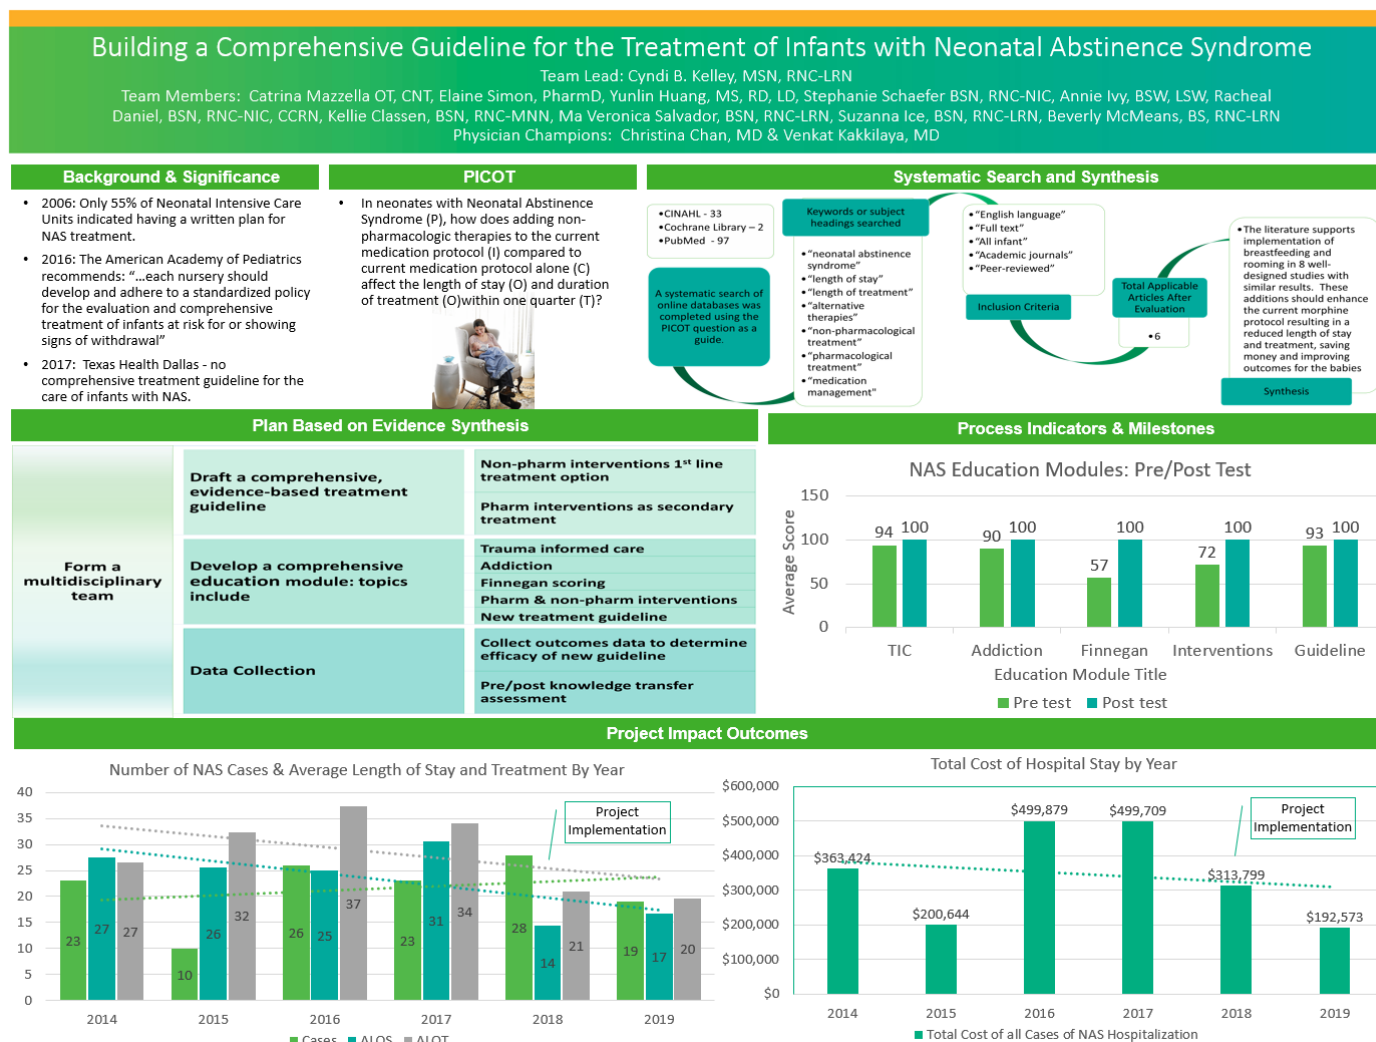 Building a Comprehensive Guideline for the Treatment of Infants with Neonatal Abstinence Syndrome
Team Lead: Cyndi B. Kelley, MSN, RNC-LRN
Team Members:  Catrina Mazzella OT, CNT, Elaine Simon, PharmD, Yunlin Huang, MS, RD, LD, Stephanie Schaefer BSN, RNC-NIC, Annie Ivy, BSW, LSW, Racheal
Daniel, BSN, RNC-NIC, CCRN, Kellie Classen, BSN, RNC-MNN, Ma Veronica Salvador, BSN, RNC-LRN, Suzanna Ice, BSN, RNC-LRN, Beverly McMeans, BS, RNC-LRN
Physician Champions:  Christina Chan, MD & Venkat Kakkilaya, MD
Background & Significance
• 2006: Only 55% of Neonatal Intensive Care
Units indicated having a written plan for
NAS treatment.
• 2016: The American Academy of Pediatrics
recommends: “…each nursery should
develop and adhere to a standardized policy
for the evaluation and comprehensive
treatment of infants at risk for or showing
signs of withdrawal”
• 2017:  Texas Health Dallas - no
comprehensive treatment guideline for the
care of infants with NAS.
PICOT
• In neonates with Neonatal Abstinence
Syndrome (P), how does adding non-
pharmacologic therapies to the current
medication protocol (I) compared to
current medication protocol alone (C)
affect the length of stay (O) and duration
of treatment (O)within one quarter (T)?
Systematic Search and Synthesis
•CINAHL - 33
•Cochrane Library – 2
•PubMed  - 97
A systematic search of
online databases was
completed using the
PICOT question as a
guide.
Keywords or subject
headings searched
•“neonatal abstinence
syndrome”
•“length of stay”
•“length of treatment”
•“alternative
therapies”
•“non-pharmacological
treatment”
•“pharmacological
treatment”
•“medication
management”
•“English language”
•“Full text”
•“All infant”
•“Academic journals”
•“Peer-reviewed”
Inclusion Criteria
Total Applicable
Articles After
Evaluation
•6
•The literature supports
implementation of
breastfeeding and
rooming in 8 well-
designed studies with
similar results.  These
additions should enhance
the current morphine
protocol resulting in a
reduced length of stay
and treatment, saving
money and improving
outcomes for the babies
Synthesis
Plan Based on Evidence Synthesis
Form a
multidisciplinary
team
Draft a comprehensive,
evidence-based treatment
guideline
Non-pharm interventions 1st line
treatment option
Pharm interventions as secondary
treatment
Develop a comprehensive
education module: topics
include
Trauma informed care
Addiction
Finnegan scoring
Pharm & non-pharm interventions
New treatment guideline
Data Collection
Collect outcomes data to determine
efficacy of new guideline
Pre/post knowledge transfer
assessment
Process Indicators & Milestones
NAS Education Modules: Pre/Post Test
Average Score
150
100
50
0
94 100 90 100 57 100 72 100 93 100
TIC Addiction Finnegan Interventions Guideline
Education Module Title
Pre test Post test
Project Impact Outcomes
Number of NAS Cases & Average Length of Stay and Treatment By Year
40
35
30
25
20
15
10
5
0
Project
Implementation
23 27 27 10 26 32 26 25 37 23 31 34 28 14 21 19 17 20
2014 2015 2016 2017 2018 2019
Cases ALOS ALOT
Total Cost of Hospital Stay by Year
$600,000
$500,000
$400,000
$300,000
$200,000
$100,000
$0
Project
Implementation
$363,424 $200,644 $499,879 $499,709 $313,799 $192,573
2014 2015 2016 2017 2018 2019
Total Cost of all Cases of NAS Hospitalization